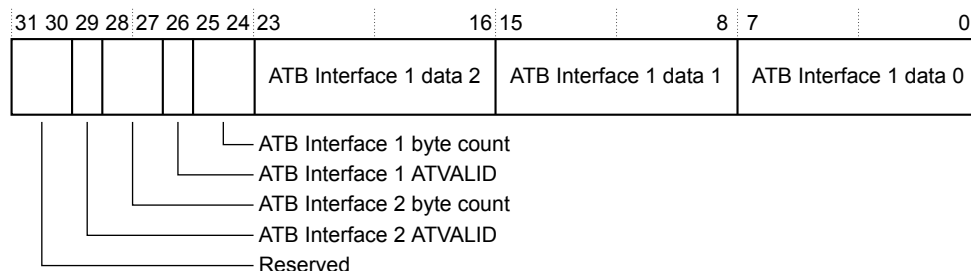 31 30 29 28 27 26 25 24 23 16 15 8 7 0
ATB Interface 1 data 2 ATB Interface 1 data 1 ATB Interface 1 data 0
ATB Interface 1 byte count
ATB Interface 1 ATVALID
ATB Interface 2 byte count
ATB Interface 2 ATVALID
Reserved